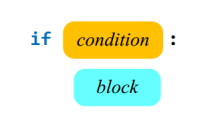 if condition :
block